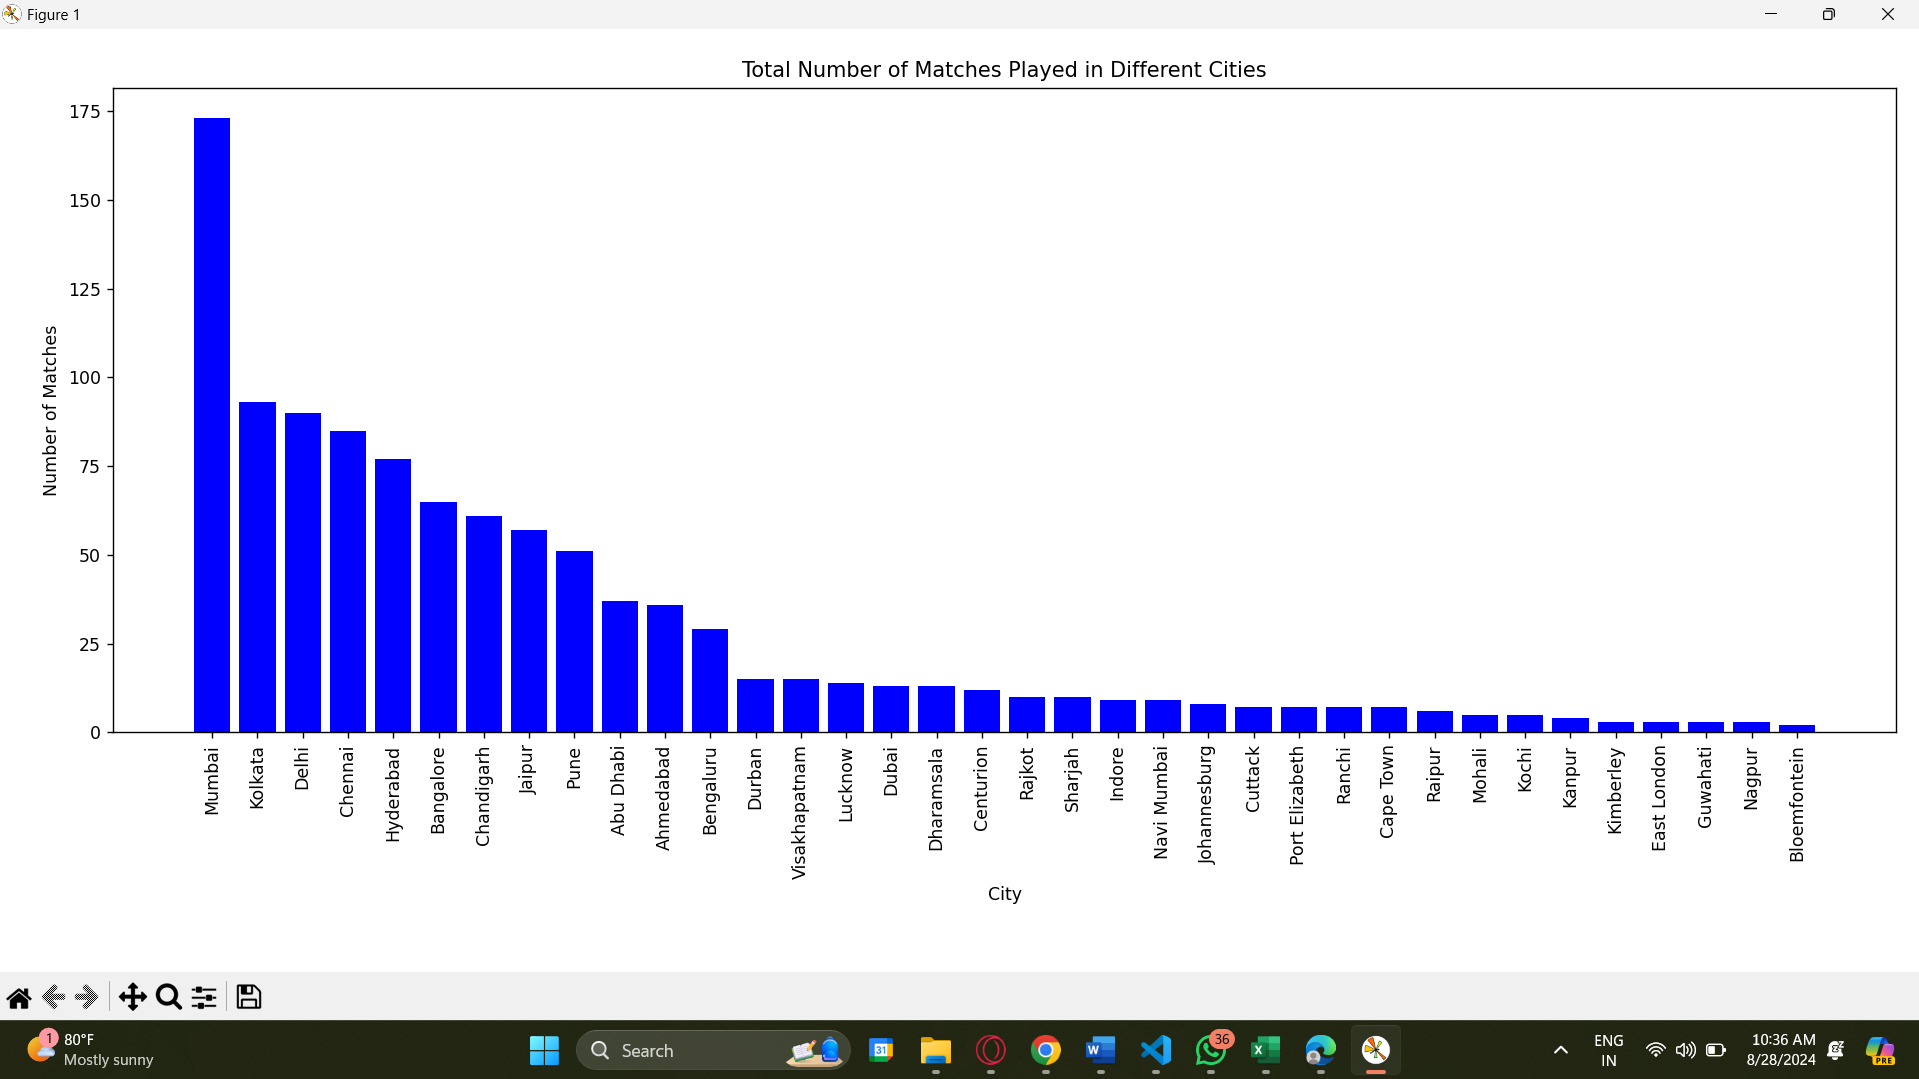 Figure 1
Total Number of Matches Played in Different Cities
175
150
125
100
75
50
25
0
Number of Matches
Mumbai
Kolkata
Delhi
Chennai
Hyderabad
Bangalore
Chandigarh
Jaipur
Pune
Abu Dhabi
Ahmedabad
Bengaluru
Durban
Visakhapatnam
Lucknow
Dubai
Dharamsala
Centurion
Rajkot
Sharjah
Indore
Navi Mumbai
Johannesburg
Cuttack
Port Elizabeth
Ranchi
Cape Town
Raipur
Mohali
Kochi
Kanpur
Kimberley
East London
Guwahati
Nagpur
Bloemfontein
City
1
80°F
Mostly sunny
Search
31
W
36
X
ENG
IN
10:36 AM
8/28/2024
PRE